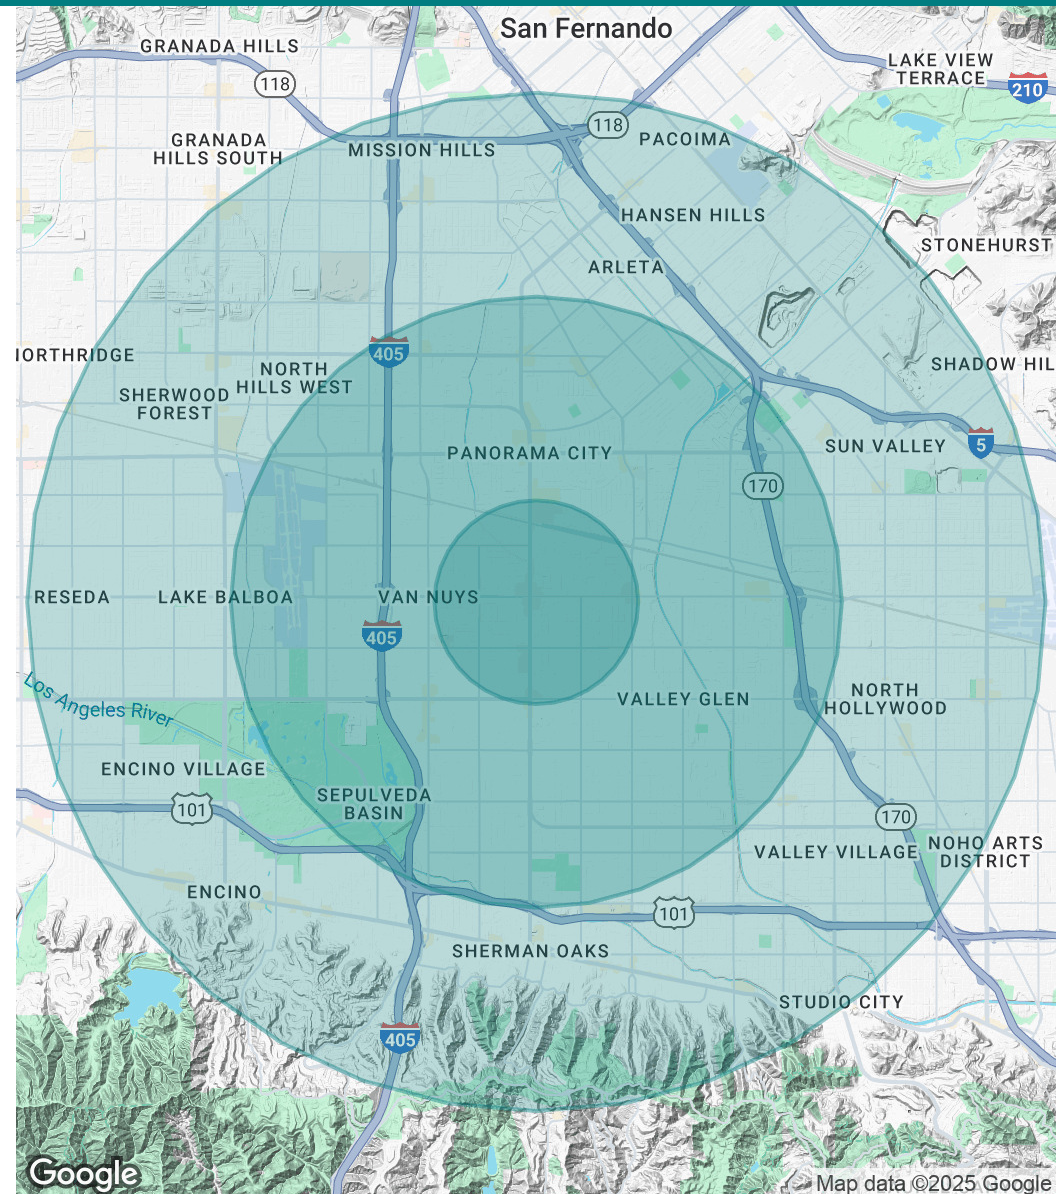 San Fernando
GRANADA HILLS
LAKE VIEW
TERRACE
118
210
118
GRANADA
HILLS SOUTH
MISSION HILLS
PACOIMA
HANSEN HILLS
STONEHURST
ARLETA
405
NORTHRIDGE
NORTH
HILLS WEST
SHADOW HIL
SHERWOOD
FOREST
PANORAMA CITY
SUN VALLEY
5
170
RESEDA
LAKE BALBOA
VAN NUYS
405
Los Angeles River
VALLEY GLEN
NORTH
HOLLYWOOD
ENCINO VILLAGE
SEPULVEDA
BASIN
101
170
VALLEY VILLAGE
NOHO ARTS
DISTRICT
ENCINO
101
SHERMAN OAKS
STUDIO CITY
405
Google
Map data ©2025 Google